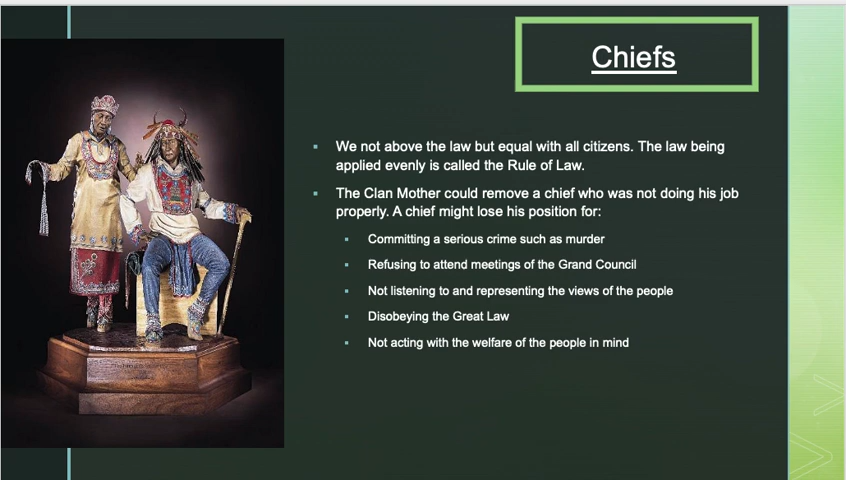 Chiefs
We not above the law but equal with all citizens. The law being
applied evenly is called the Rule of Law.
The Clan Mother could remove a chief who was not doing his job
properly. A chief might lose his position for:
Committing a serious crime such as murder
Refusing to attend meetings of the Grand Council
Not listening to and representing the views of the people
Disobeying the Great Law
Not acting with the welfare of the people in mind